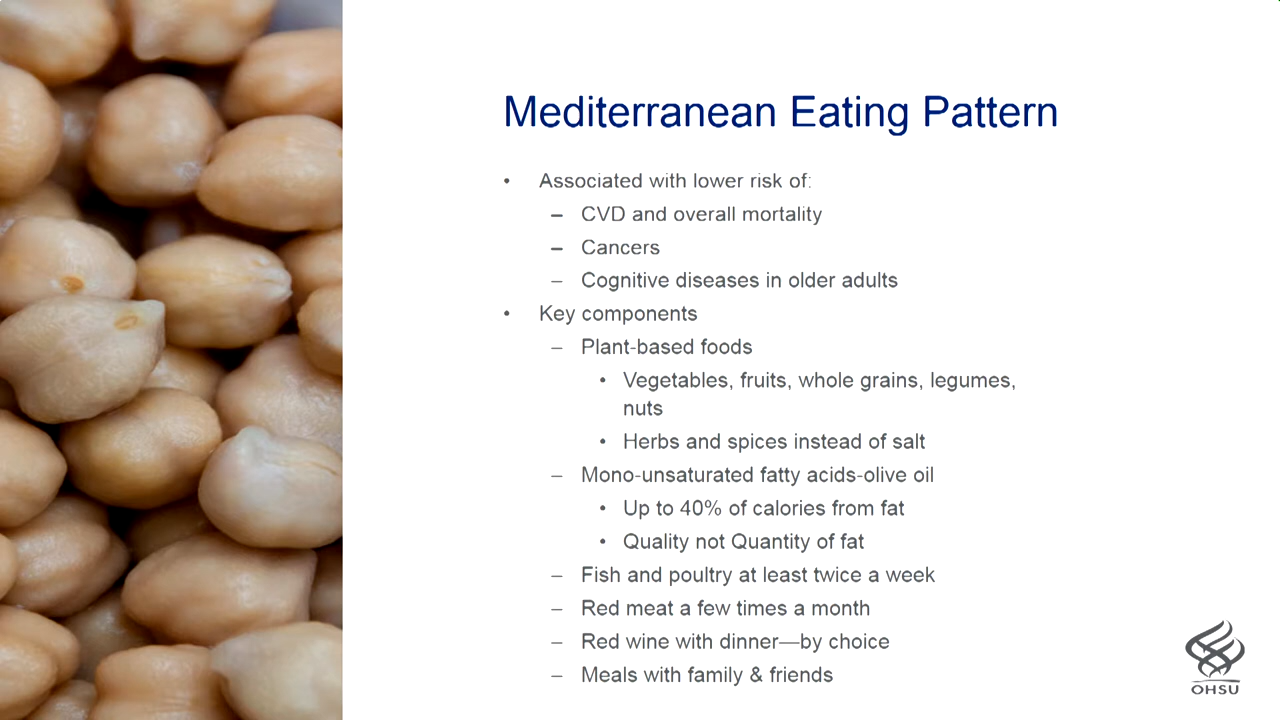 Mediterranean Eating Pattern
• Associated with lower risk of:
– CVD and overall mortality
– Cancers
– Cognitive diseases in older adults
• Key components
– Plant-based foods
• Vegetables, fruits, whole grains, legumes,
nuts
• Herbs and spices instead of salt
– Mono-unsaturated fatty acids-olive oil
• Up to 40% of calories from fat
• Quality not Quantity of fat
– Fish and poultry at least twice a week
– Red meat a few times a month
– Red wine with dinner—by choice
– Meals with family & friends
OHSU